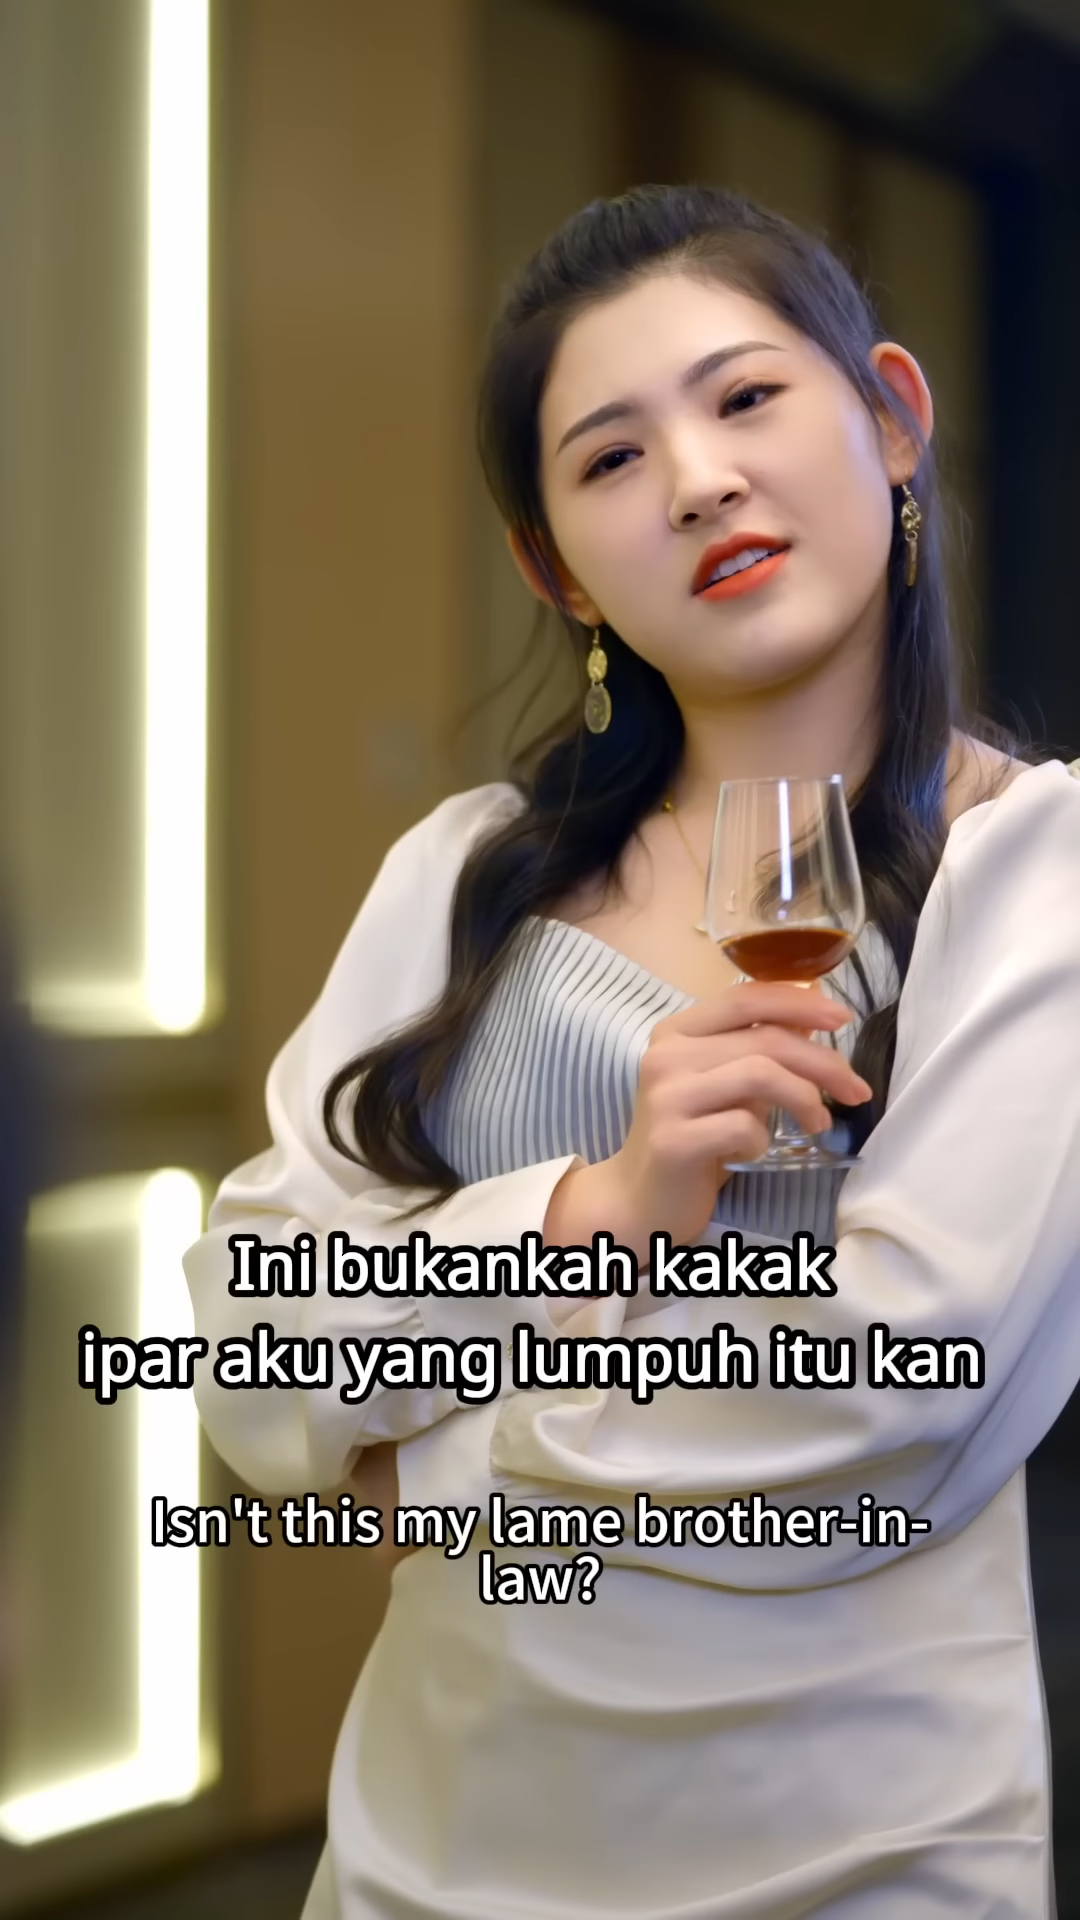 Ini bukankah kakak
ipar aku yang lumpuh itu kan
Isn't this my lame brother-in-
law?